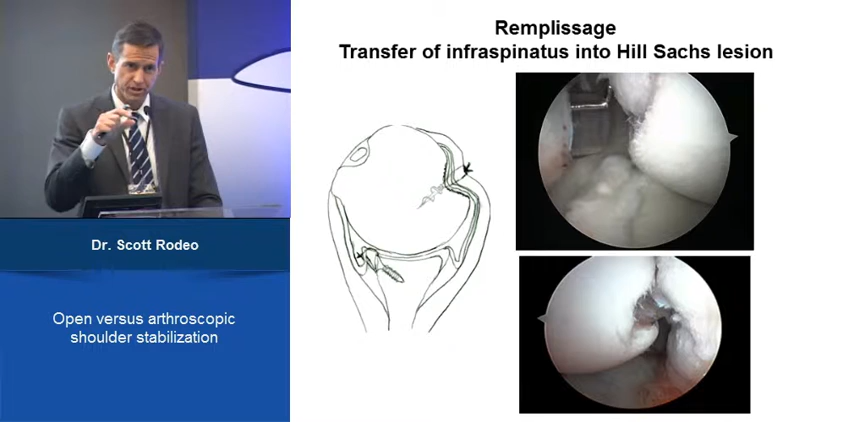 Remplissage
Transfer of infraspinatus into Hill Sachs lesion
Dr. Scott Rodeo
Open versus arthroscopic
shoulder stabilization